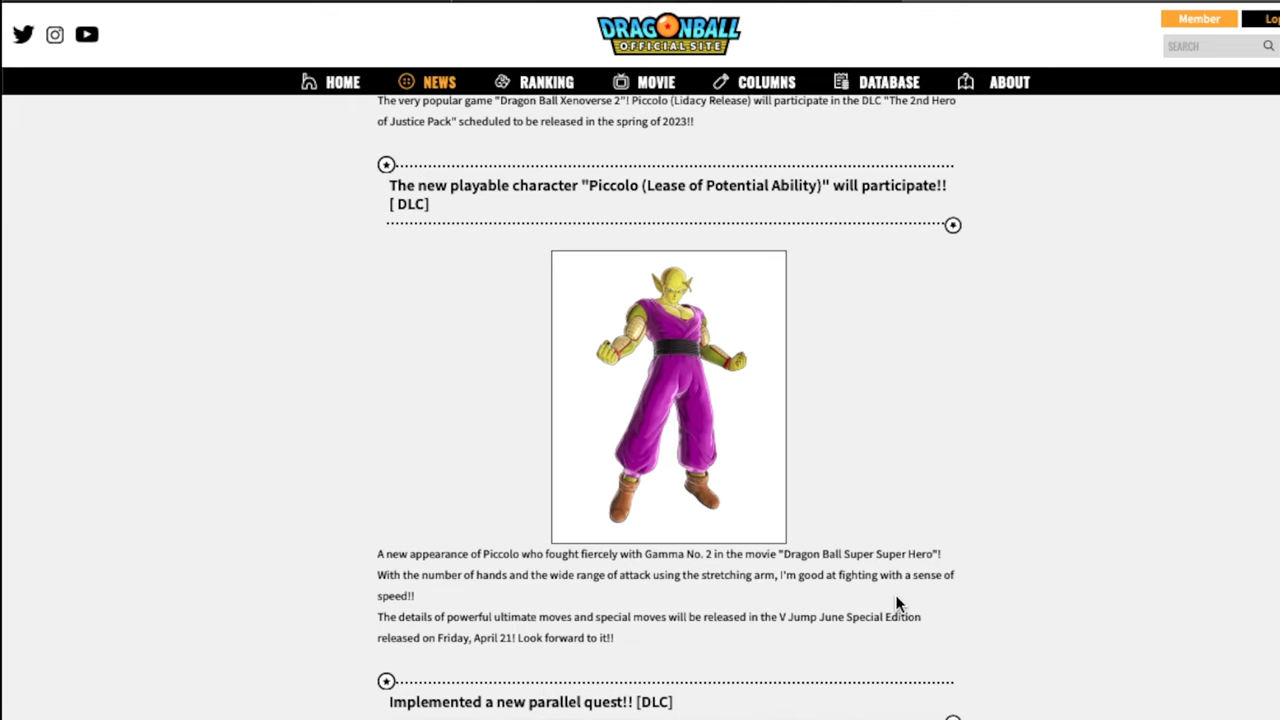 DRAGONBALL
OFFICIAL SITE
Member
Lo
SEARCH
HOME
NEWS
RANKING
MOVIE
COLUMNS
DATABASE
ABOUT
The very popular game "Dragon Ball Xenoverse 2"! Piccolo (Lidacy Release) will participate in the DLC "The 2nd Hero
of Justice Pack" scheduled to be released in the spring of 2023!!
The new playable character "Piccolo (Lease of Potential Ability)" will participate!!
[ DLC]
A new appearance of Piccolo who fought fiercely with Gamma No. 2 in the movie "Dragon Ball Super Super Hero"!
With the number of hands and the wide range of attack using the stretching arm, I'm good at fighting with a sense of
speed!!
The details of powerful ultimate moves and special moves will be released in the V Jump June Special Edition
released on Friday, April 21! Look forward to it!!
Implemented a new parallel quest!! [DLC]